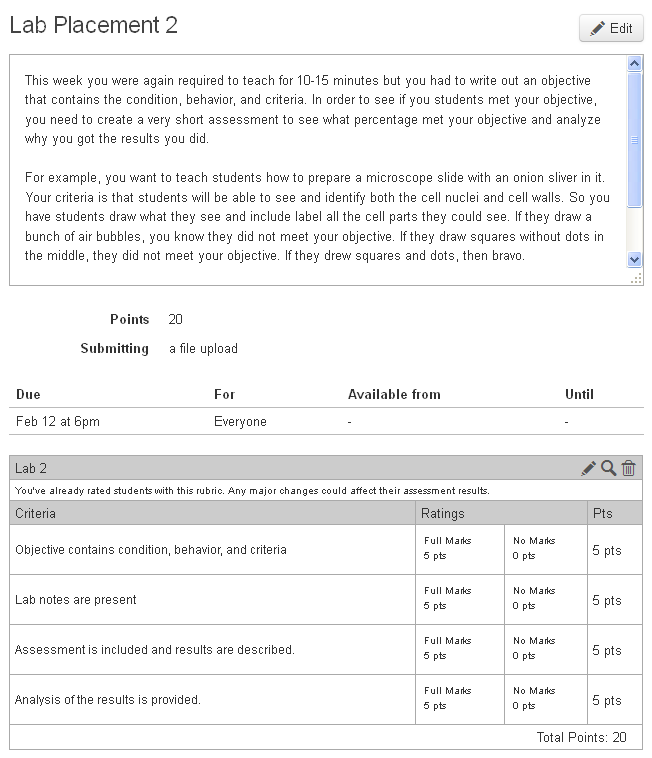 Lab Placement 2
Edit
This week you were again required to teach for 10-15 minutes but you had to write out an objective
that contains the condition, behavior, and criteria. In order to see if you students met your objective,
you need to create a very short assessment to see what percentage met your objective and analyze
why you got the results you did.
For example, you want to teach students how to prepare a microscope slide with an onion sliver in it.
Your criteria is that students will be able to see and identify both the cell nuclei and cell walls. So you
have students draw what they see and include label all the cell parts they could see. If they draw a
bunch of air bubbles, you know they did not meet your objective. If they draw squares without dots in
the middle, they did not meet your objective. If they drew squares and dots, then bravo.
Points 20
Submitting a file upload
Due For Available from Until
Feb 12 at 6pm Everyone - -
Lab 2
You've already rated students with this rubric. Any major changes could affect their assessment results.
Criteria Ratings Pts
Objective contains condition, behavior, and criteria
Full Marks
5 pts
No Marks
0 pts
5 pts
Lab notes are present
Full Marks
5 pts
No Marks
0 pts
5 pts
Assessment is included and results are described.
Full Marks
5 pts
No Marks
0 pts
5 pts
Analysis of the results is provided.
Full Marks
5 pts
No Marks
0 pts
5 pts
Total Points: 20